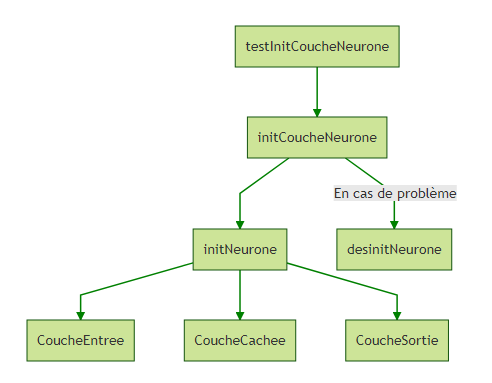 testInitCoucheNeurone
initCoucheNeurone
En cas de problème
initNeurone
desinitNeurone
CoucheEntree
CoucheCachee
CoucheSortie